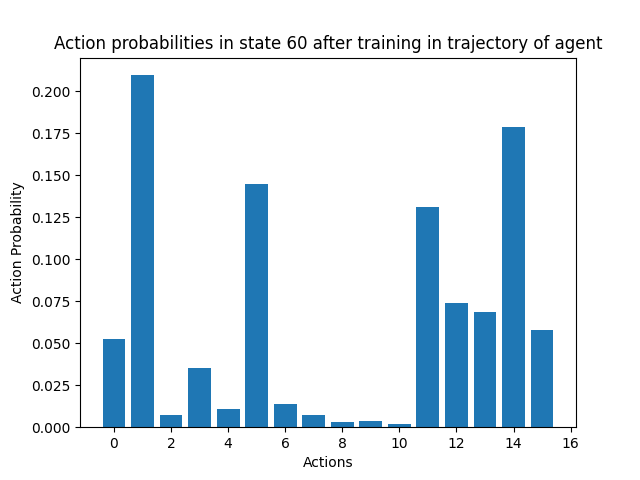 Action probabilities in state 60 after training in trajectory of agent
0.200
0.175
0.150
0.125
0.100
0.075
0.050
0.025
0.000
Action Probability
0 2 4 6 8 10 12 14 16
Actions